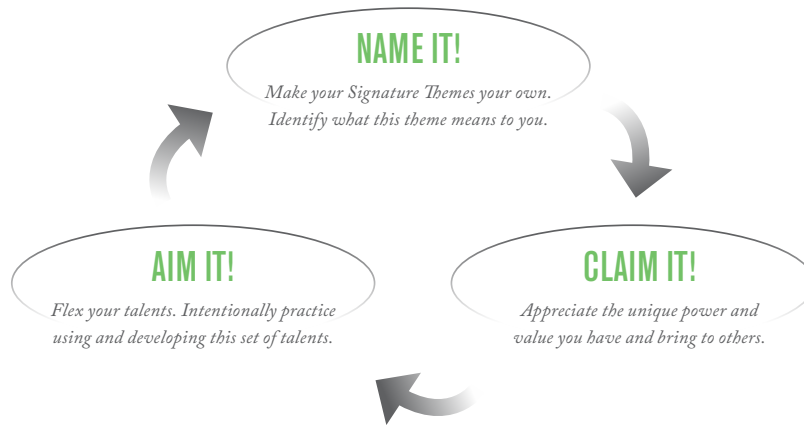 NAME IT!
Make your Signature Themes your own.
Identify what this theme means to you.
AIM IT!
Flex your talents. Intentionally practice
using and developing this set of talents.
CLAIM IT!
Appreciate the unique power and
value you have and bring to others.